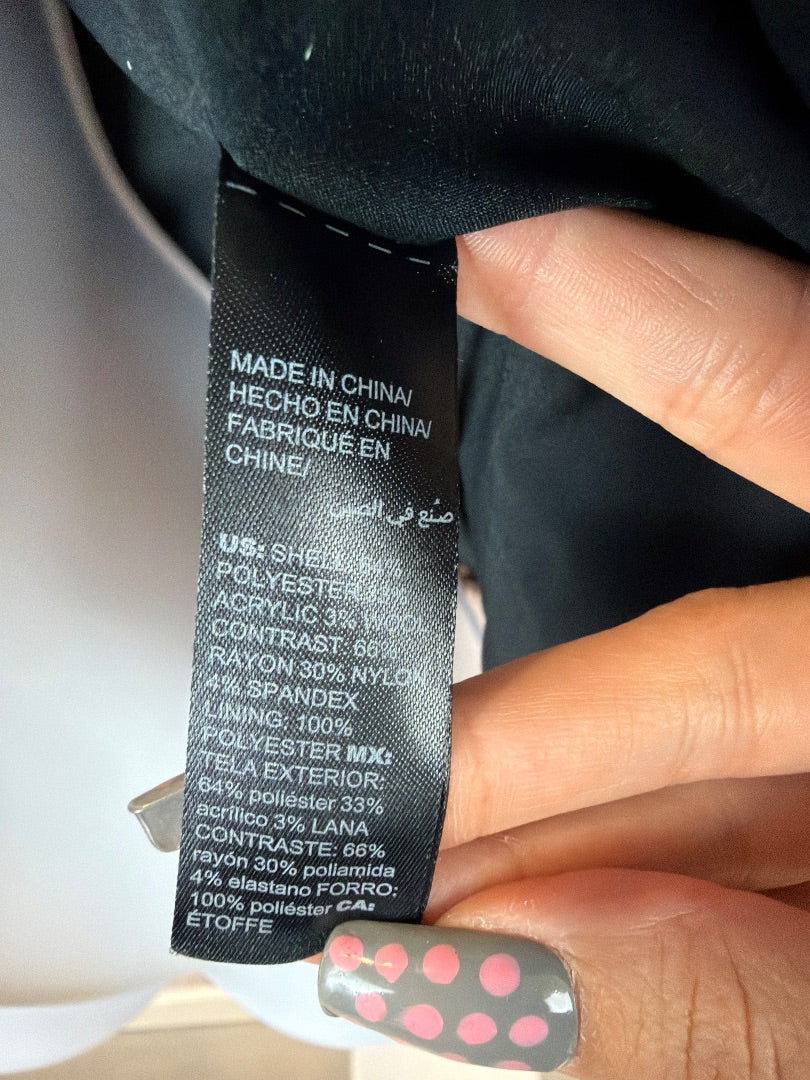 MADE IN CHINA/
HECHO EN CHINA/
FABRIQUÉ EN
CHINE/
صنع في الصين
US: SHELL:
POLYESTER
ACRYLIC 3% WOOL
CONTRAST: 66%
RAYON 30% NYLON
4% SPANDEX
LINING: 100%
POLYESTER MX:
TELA EXTERIOR:
64% poliéster 33%
acrílico 3% LANA
CONTRASTE: 66%
rayón 30% poliamida
4% elastano FORRO:
100% poliéster CA:
ÉTOFFE